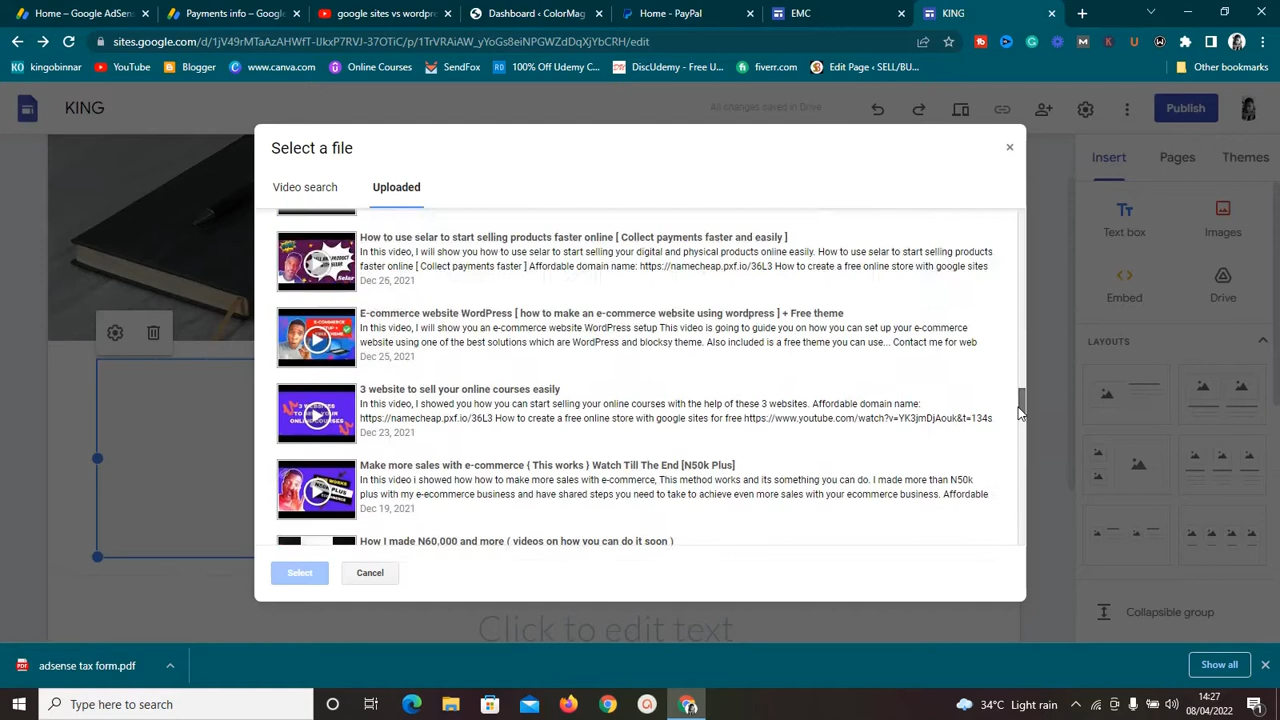 Home – Google AdSen
Payments info – Google
google sites vs wordpr
Dashboard ‹ ColorMag
Home - PayPal
EMC
KING
sites.google.com/d/1jV49rMTaAzAHWfT-IJkxP7RVJ-37OTiC/p/1TrVRAiAW_yYoGs8eiNPGWZdDqXjYbCRH/edit
kingobinnar
YouTube
Blogger
www.canva.com
Online Courses
SendFox
100% Off Udemy C...
DiscUdemy - Free U...
fiverr.com
Edit Page ‹ SELL/BU...
Other bookmarks
KING
All changes saved in Drive
Publish
Select a file
Video search
Uploaded
Insert
Pages
Themes
Text box
Images
Embed
Drive
LAYOUTS
Collapsible group
How to use selar to start selling products faster online [ Collect payments faster and easily ]
In this video, I will show you how to use selar to start selling your digital and physical products oniine easily. How to use selar to start selling products
faster online [ Collect payments faster ] Affordable domain name: https://namecheap.pxf.io/36L3 How to create a free online store with google sites
Dec 26, 2021
E-commerce website WordPress [ how to make an e-commerce website using wordpress ] + Free theme
In this video, I will show you an e-commerce website WordPress setup This video is going to guide you on how you can set up your e-commerce
website using one of the best solutions which are WordPress and blocksy theme. Also included is a free theme you can use... Contact me for web
Dec 25, 2021
3 website to sell your online courses easily
In this video, I showed you how you can start selling your online courses with the help of these 3 websites. Affordable domain name:
https://namecheap.pxf.io/36L3 How to create a free online store with google sites for free https://www.youtube.com/watch?v=YK3jmDjAouk&t=134s
Dec 23, 2021
Make more sales with e-commerce { This works } Watch Till The End [N50k Plus]
In this video i showed how how to make more sales with e-commerce, This method works and its something you can do. I made more than N50k
plus with my e-commerce business and have shared steps you need to take to achieve even more sales with your ecommerce business. Affordable
Dec 19, 2021
How I made N60,000 and more ( videos on how you can do it soon )
Select
Cancel
Click to edit text
adsense tax form.pdf
Show all
Type here to search
34°C Light rain
14:27
08/04/2022